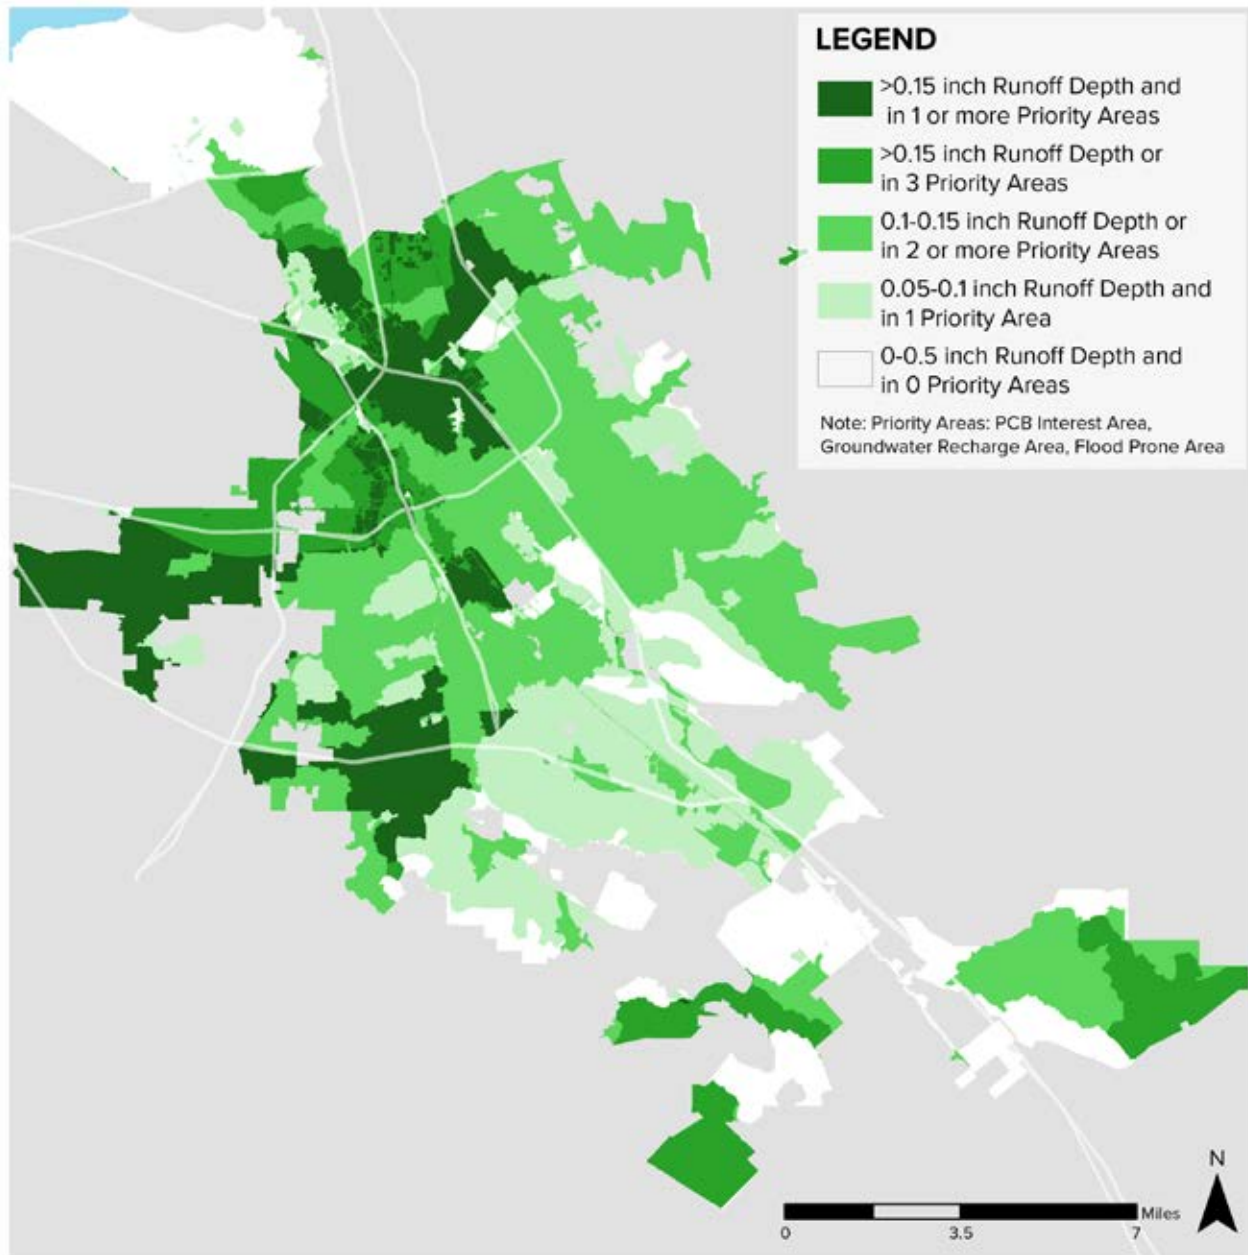 LEGEND
>0.15 inch Runoff Depth and
in 1 or more Priority Areas
>0.15 inch Runoff Depth or
in 3 Priority Areas
0.1-0.15 inch Runoff Depth or
in 2 or more Priority Areas
0.05-0.1 inch Runoff Depth and
in 1 Priority Area
0-0.5 inch Runoff Depth and
in 0 Priority Areas
Note: Priority Areas: PCB Interest Area,
Groundwater Recharge Area, Flood Prone Area
N
Miles
0 3.5 7